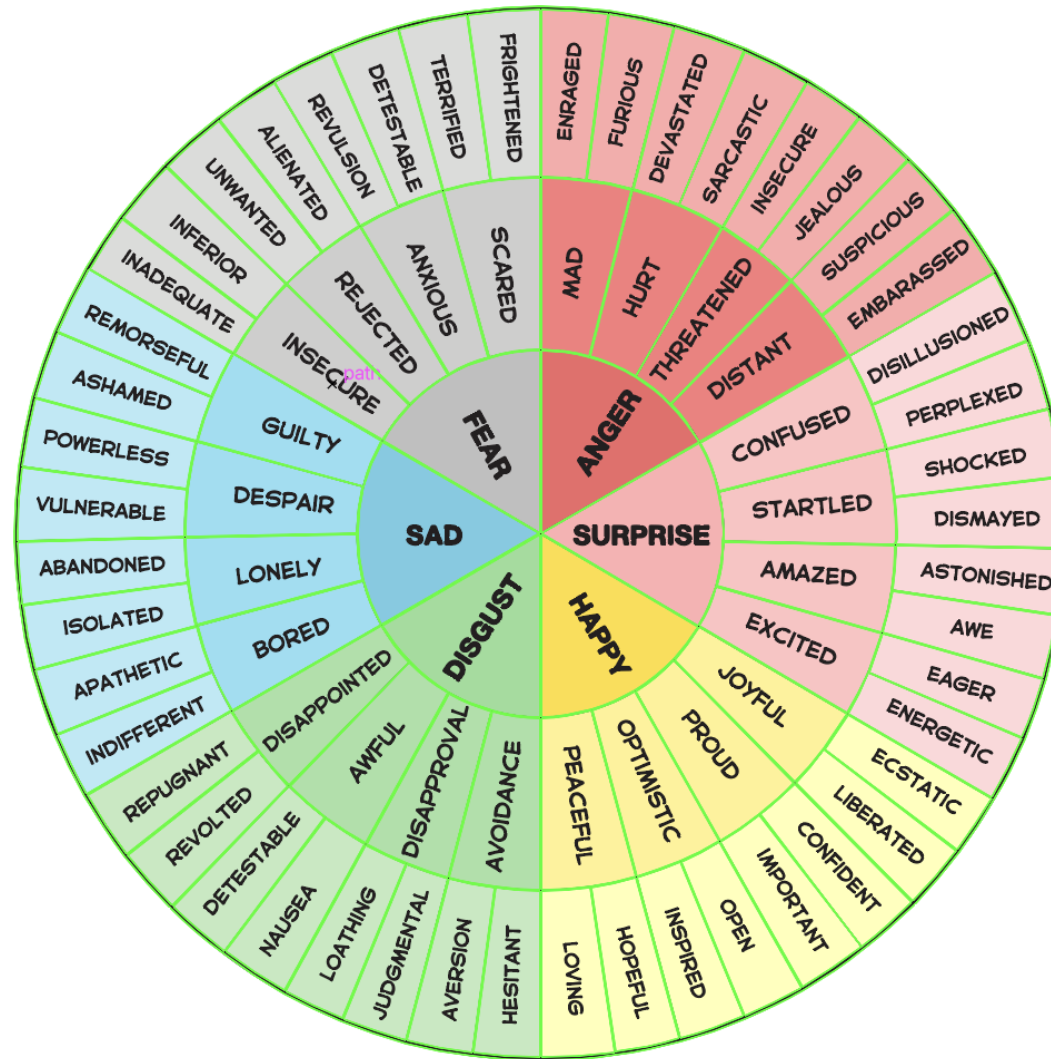 ANGER
MAD
ENRAGED
FURIOUS
HURT
DEVASTATED
SARCASTIC
THREATENED
INSECURE
JEALOUS
DISTANT
SUSPICIOUS
EMBARASSED
SURPRISE
CONFUSED
DISILLUSIONED
PERPLEXED
STARTLED
SHOCKED
DISMAYED
AMAZED
ASTONISHED
AWE
EXCITED
EAGER
ENERGETIC
HAPPY
JOYFUL
ECSTATIC
LIBERATED
PROUD
CONFIDENT
IMPORTANT
OPTIMISTIC
OPEN
INSPIRED
PEACEFUL
HOPEFUL
LOVING
DISGUST
AVOIDANCE
HESITANT
AVERSION
DISAPPROVAL
JUDGMENTAL
LOATHING
AWFUL
NAUSEA
DETESTABLE
DISAPPOINTED
REVOLTED
REPUGNANT
SAD
BORED
INDIFFERENT
APATHETIC
LONELY
ISOLATED
ABANDONED
DESPAIR
VULNERABLE
POWERLESS
GUILTY
ASHAMED
REMORSEFUL
FEAR
INSECURE
path
INADEQUATE
INFERIOR
REJECTED
UNWANTED
ALIENATED
ANXIOUS
REVULSION
DETESTABLE
SCARED
TERRIFIED
FRIGHTENED